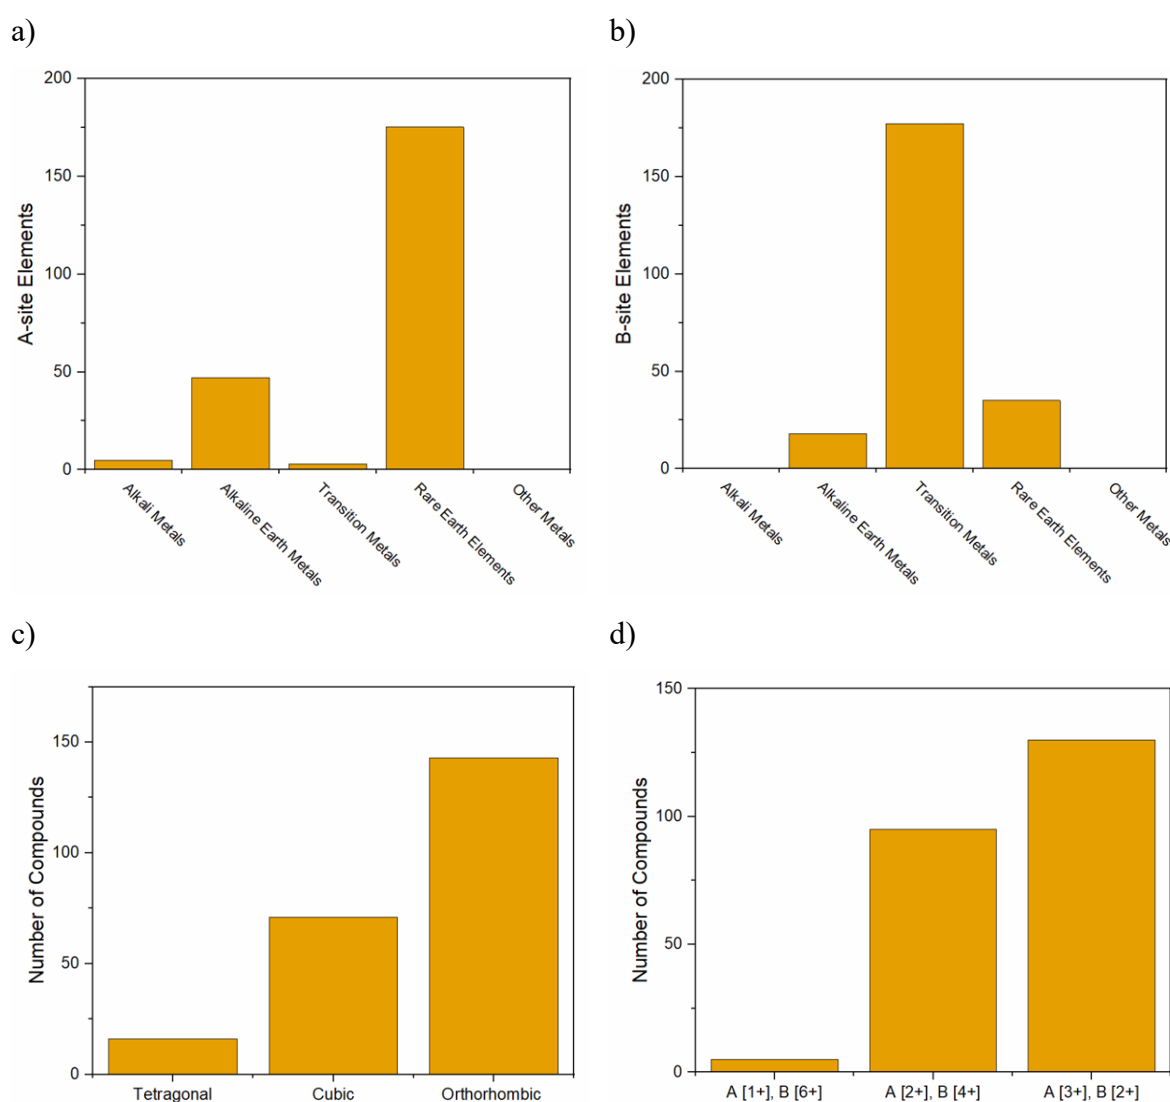 a)
200
150
100
50
0
A-site Elements
Alkali Metals
Alkaline Earth Metals
Transition Metals
Rare Earth Elements
Other Metals
b)
200
150
100
50
0
B-site Elements
Alkali Metals
Alkaline Earth Metals
Transition Metals
Rare Earth Elements
Other Metals
c)
150
100
50
0
Number of Compounds
Tetragonal
Cubic
Orthorhombic
d)
150
100
50
0
Number of Compounds
A [1+], B [6+]
A [2+], B [4+]
A [3+], B [2+]